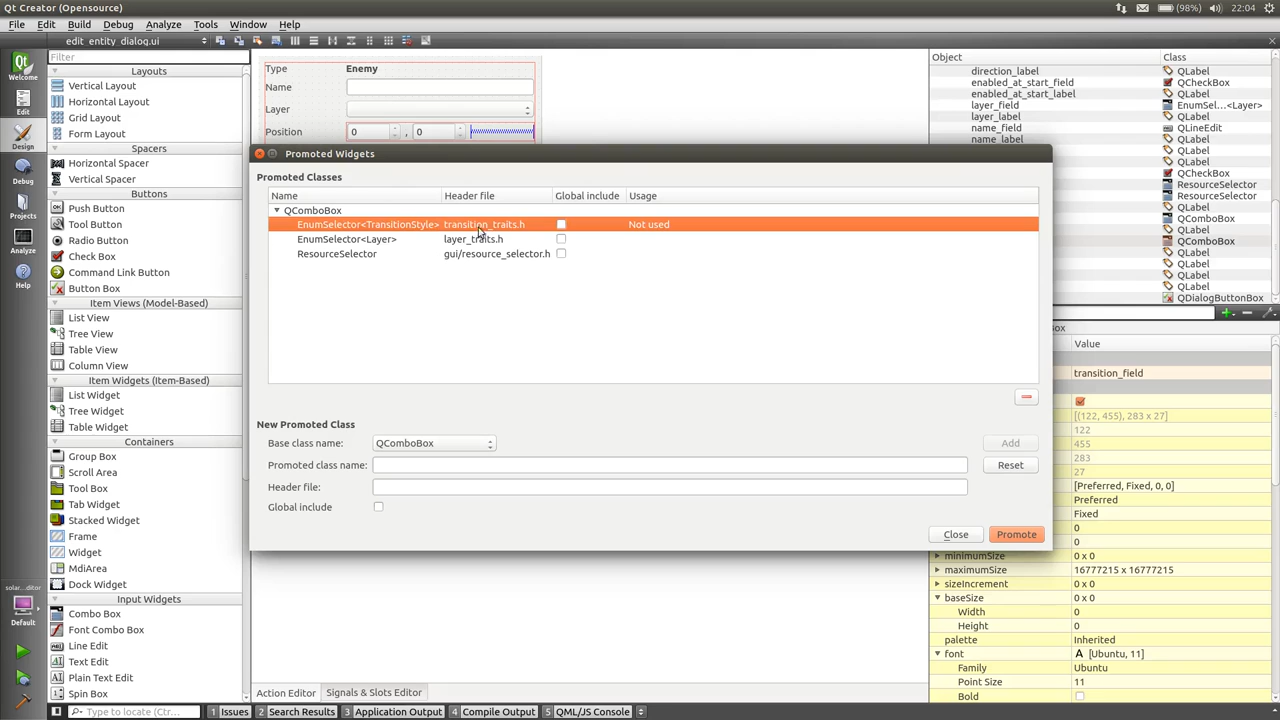 Qt Creator (Opensource)
(98%)
22:04
File Edit Build Debug Analyze Tools Window Help
edit_entity_dialog.ui
Welcome
Edit
Design
Debug
Projects
Analyze
Help
solar...ditor
Default
Filter
Layouts
Vertical Layout
Horizontal Layout
Grid Layout
Form Layout
Spacers
Horizontal Spacer
Vertical Spacer
Buttons
Push Button
Tool Button
Radio Button
Check Box
Command Link Button
Button Box
Item Views (Model-Based)
List View
Tree View
Table View
Column View
Item Widgets (Item-Based)
List Widget
Tree Widget
Table Widget
Containers
Group Box
Scroll Area
Tool Box
Tab Widget
Stacked Widget
Frame
Widget
MdiArea
Dock Widget
Input Widgets
Combo Box
Font Combo Box
Line Edit
Text Edit
Plain Text Edit
Spin Box
Type Enemy
Name
Layer
Position 0 , 0
Promoted Widgets
Promoted Classes
Name Header file Global include Usage
QComboBox
EnumSelector<TransitionStyle> transition_traits.h Not used
EnumSelector<Layer> layer_traits.h
ResourceSelector gui/resource_selector.h
New Promoted Class
Base class name: QComboBox Add
Promoted class name: Reset
Header file:
Global include
Close Promote
Object Class
direction_label QLabel
enabled_at_start_field QCheckBox
enabled_at_start_label QLabel
layer_field EnumSel...<Layer>
layer_label QLabel
name_field QLineEdit
name_label QLabel
QLabel
QLabel
QCheckBox
ResourceSelector
ResourceSelector
QLabel
QComboBox
QLabel
QComboBox
QLabel
QLabel
QLabel
QLabel
QDialogButtonBox
ox
Value
transition_field
[(122, 455), 283 x 27]
122
455
283
27
[Preferred, Fixed, 0, 0]
Preferred
Fixed
0
0
minimumSize 0 x 0
maximumSize 16777215 x 16777215
sizeIncrement 0 x 0
baseSize 0 x 0
Width 0
Height 0
palette Inherited
font A [Ubuntu, 11]
Family Ubuntu
Point Size 11
Bold
Action Editor Signals & Slots Editor
Type to locate (Ctrl... 1 Issues 2 Search Results 3 Application Output 4 Compile Output 5 QML/JS Console